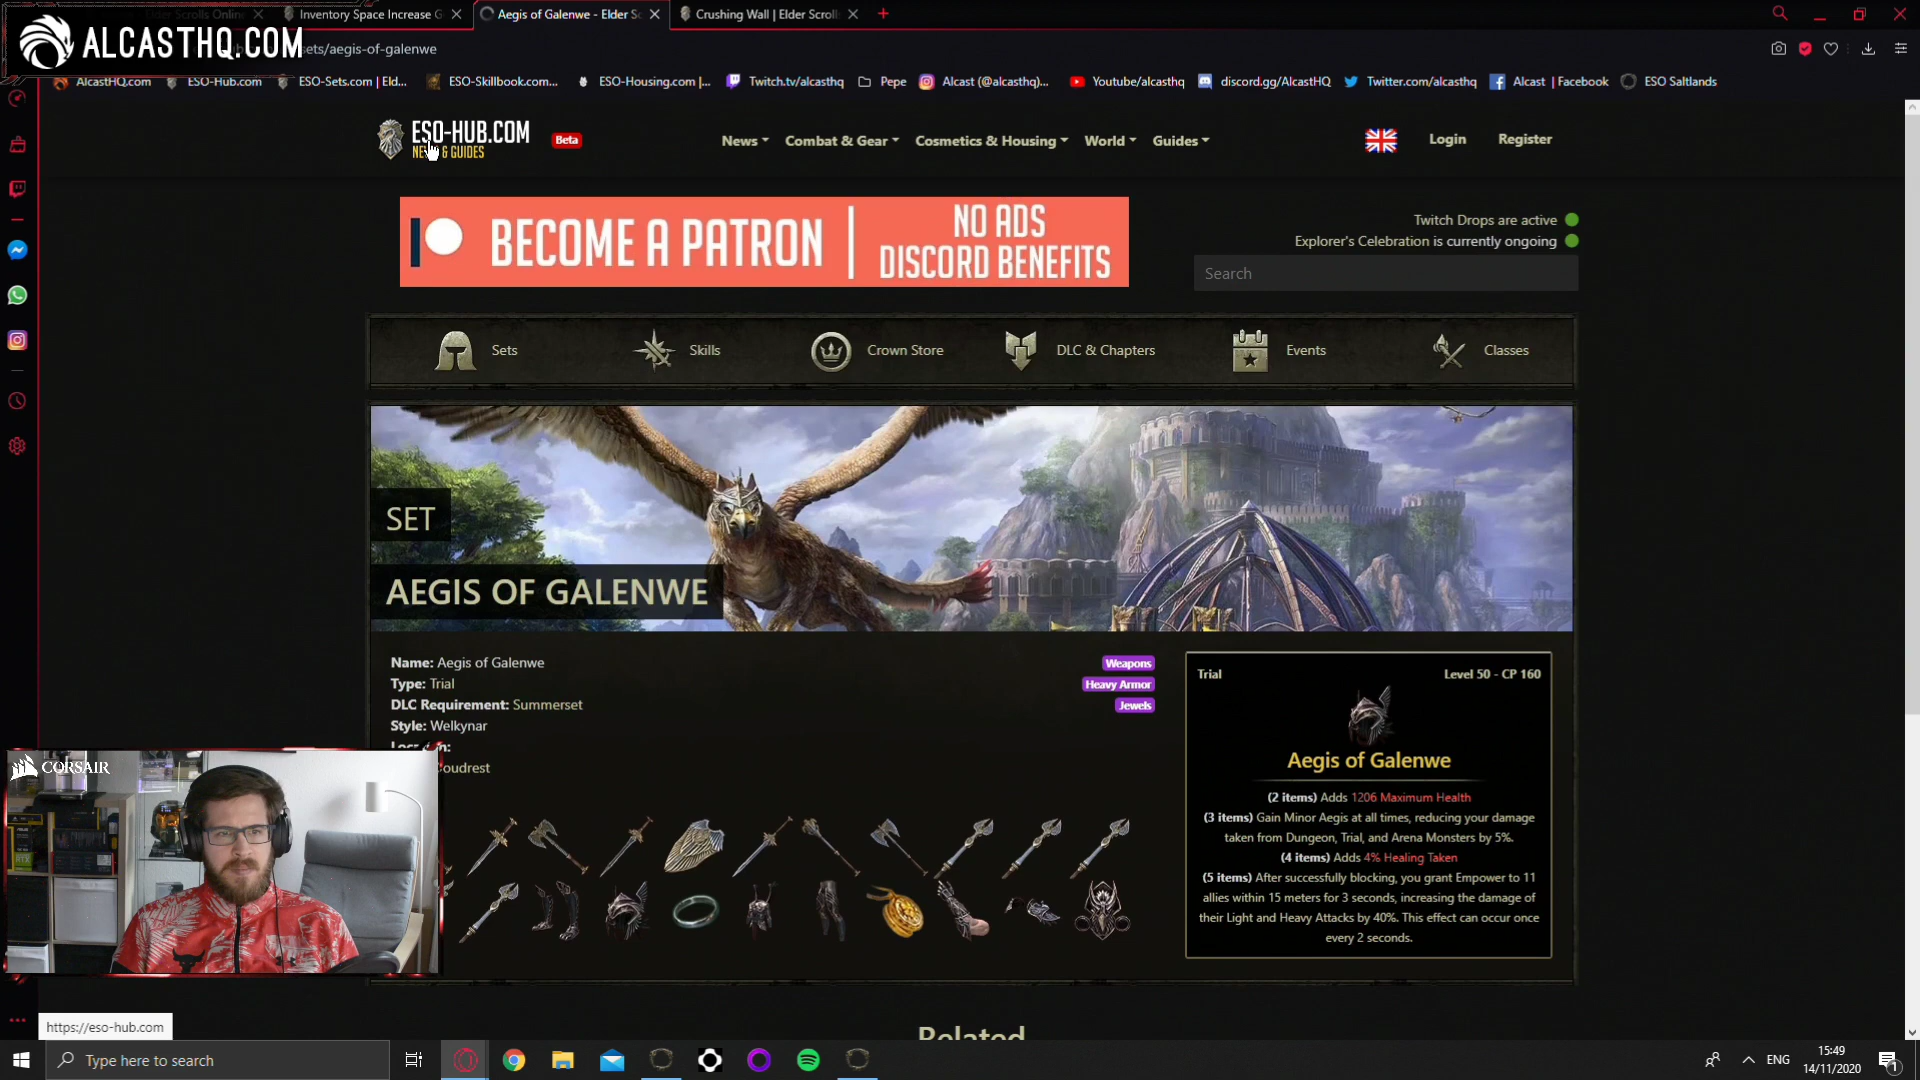 Elder Scrolls Onlin
Inventory Space Increase G
Aegis of Galenwe - Elder Sc
Crushing Wall | Elder Scroll
ALCASTHQ.COM
sets/aegis-of-galenwe
AlcastHQ.com
ESO-Hub.com
ESO-Sets.com | Eld...
ESO-Skillbook.com...
ESO-Housing.com |...
Twitch.tv/alcasthq
Pepe
Alcast (@alcasthq)...
Youtube/alcasthq
discord.gg/AlcastHQ
Twitter.com/alcasthq
Alcast | Facebook
ESO Saltlands
ESO-HUB.COM
& GUIDES
Beta
News
Combat & Gear
Cosmetics & Housing
World
Guides
Login
Register
BECOME A PATRON
NO ADS
DISCORD BENEFITS
Twitch Drops are active
Explorer's Celebration is currently ongoing
Search
Sets
Skills
Crown Store
DLC & Chapters
Events
Classes
SET
AEGIS OF GALENWE
Name: Aegis of Galenwe
Type: Trial
DLC Requirement: Summerset
Style: Welkynar
oudrest
Weapons
Heavy Armor
Jewels
Trial
Level 50 - CP 160
Aegis of Galenwe
(2 items) Adds 1206 Maximum Health
(3 items) Gain Minor Aegis at all times, reducing your damage
taken from Dungeon, Trial, and Arena Monsters by 5%.
(4 items) Adds 4% Healing Taken
(5 items) After successfully blocking, you grant Empower to 11
allies within 15 meters for 3 seconds, increasing the damage of
their Light and Heavy Attacks by 40%. This effect can occur once
every 2 seconds.
CORSAIR
Related
https://eso-hub.com
Type here to search
ENG
15:49
14/11/2020
1